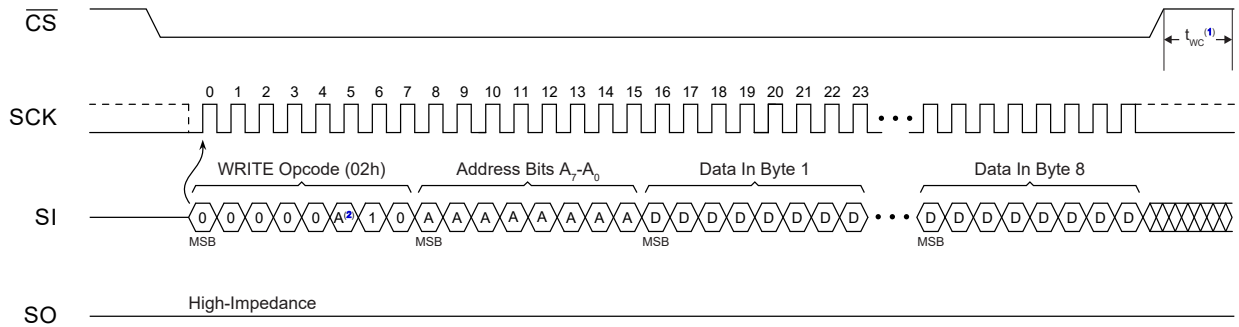 CS
t_WC(1)
0 1 2 3 4 5 6 7 8 9 10 11 12 13 14 15 16 17 18 19 20 21 22 23
SCK
WRITE Opcode (02h) Address Bits A7-A0 Data In Byte 1 Data In Byte 8
SI 0 0 0 0 0 A(2) 1 0 A A A A A A A A D D D D D D D D D D D D D D D D
MSB MSB MSB MSB
High-Impedance
SO